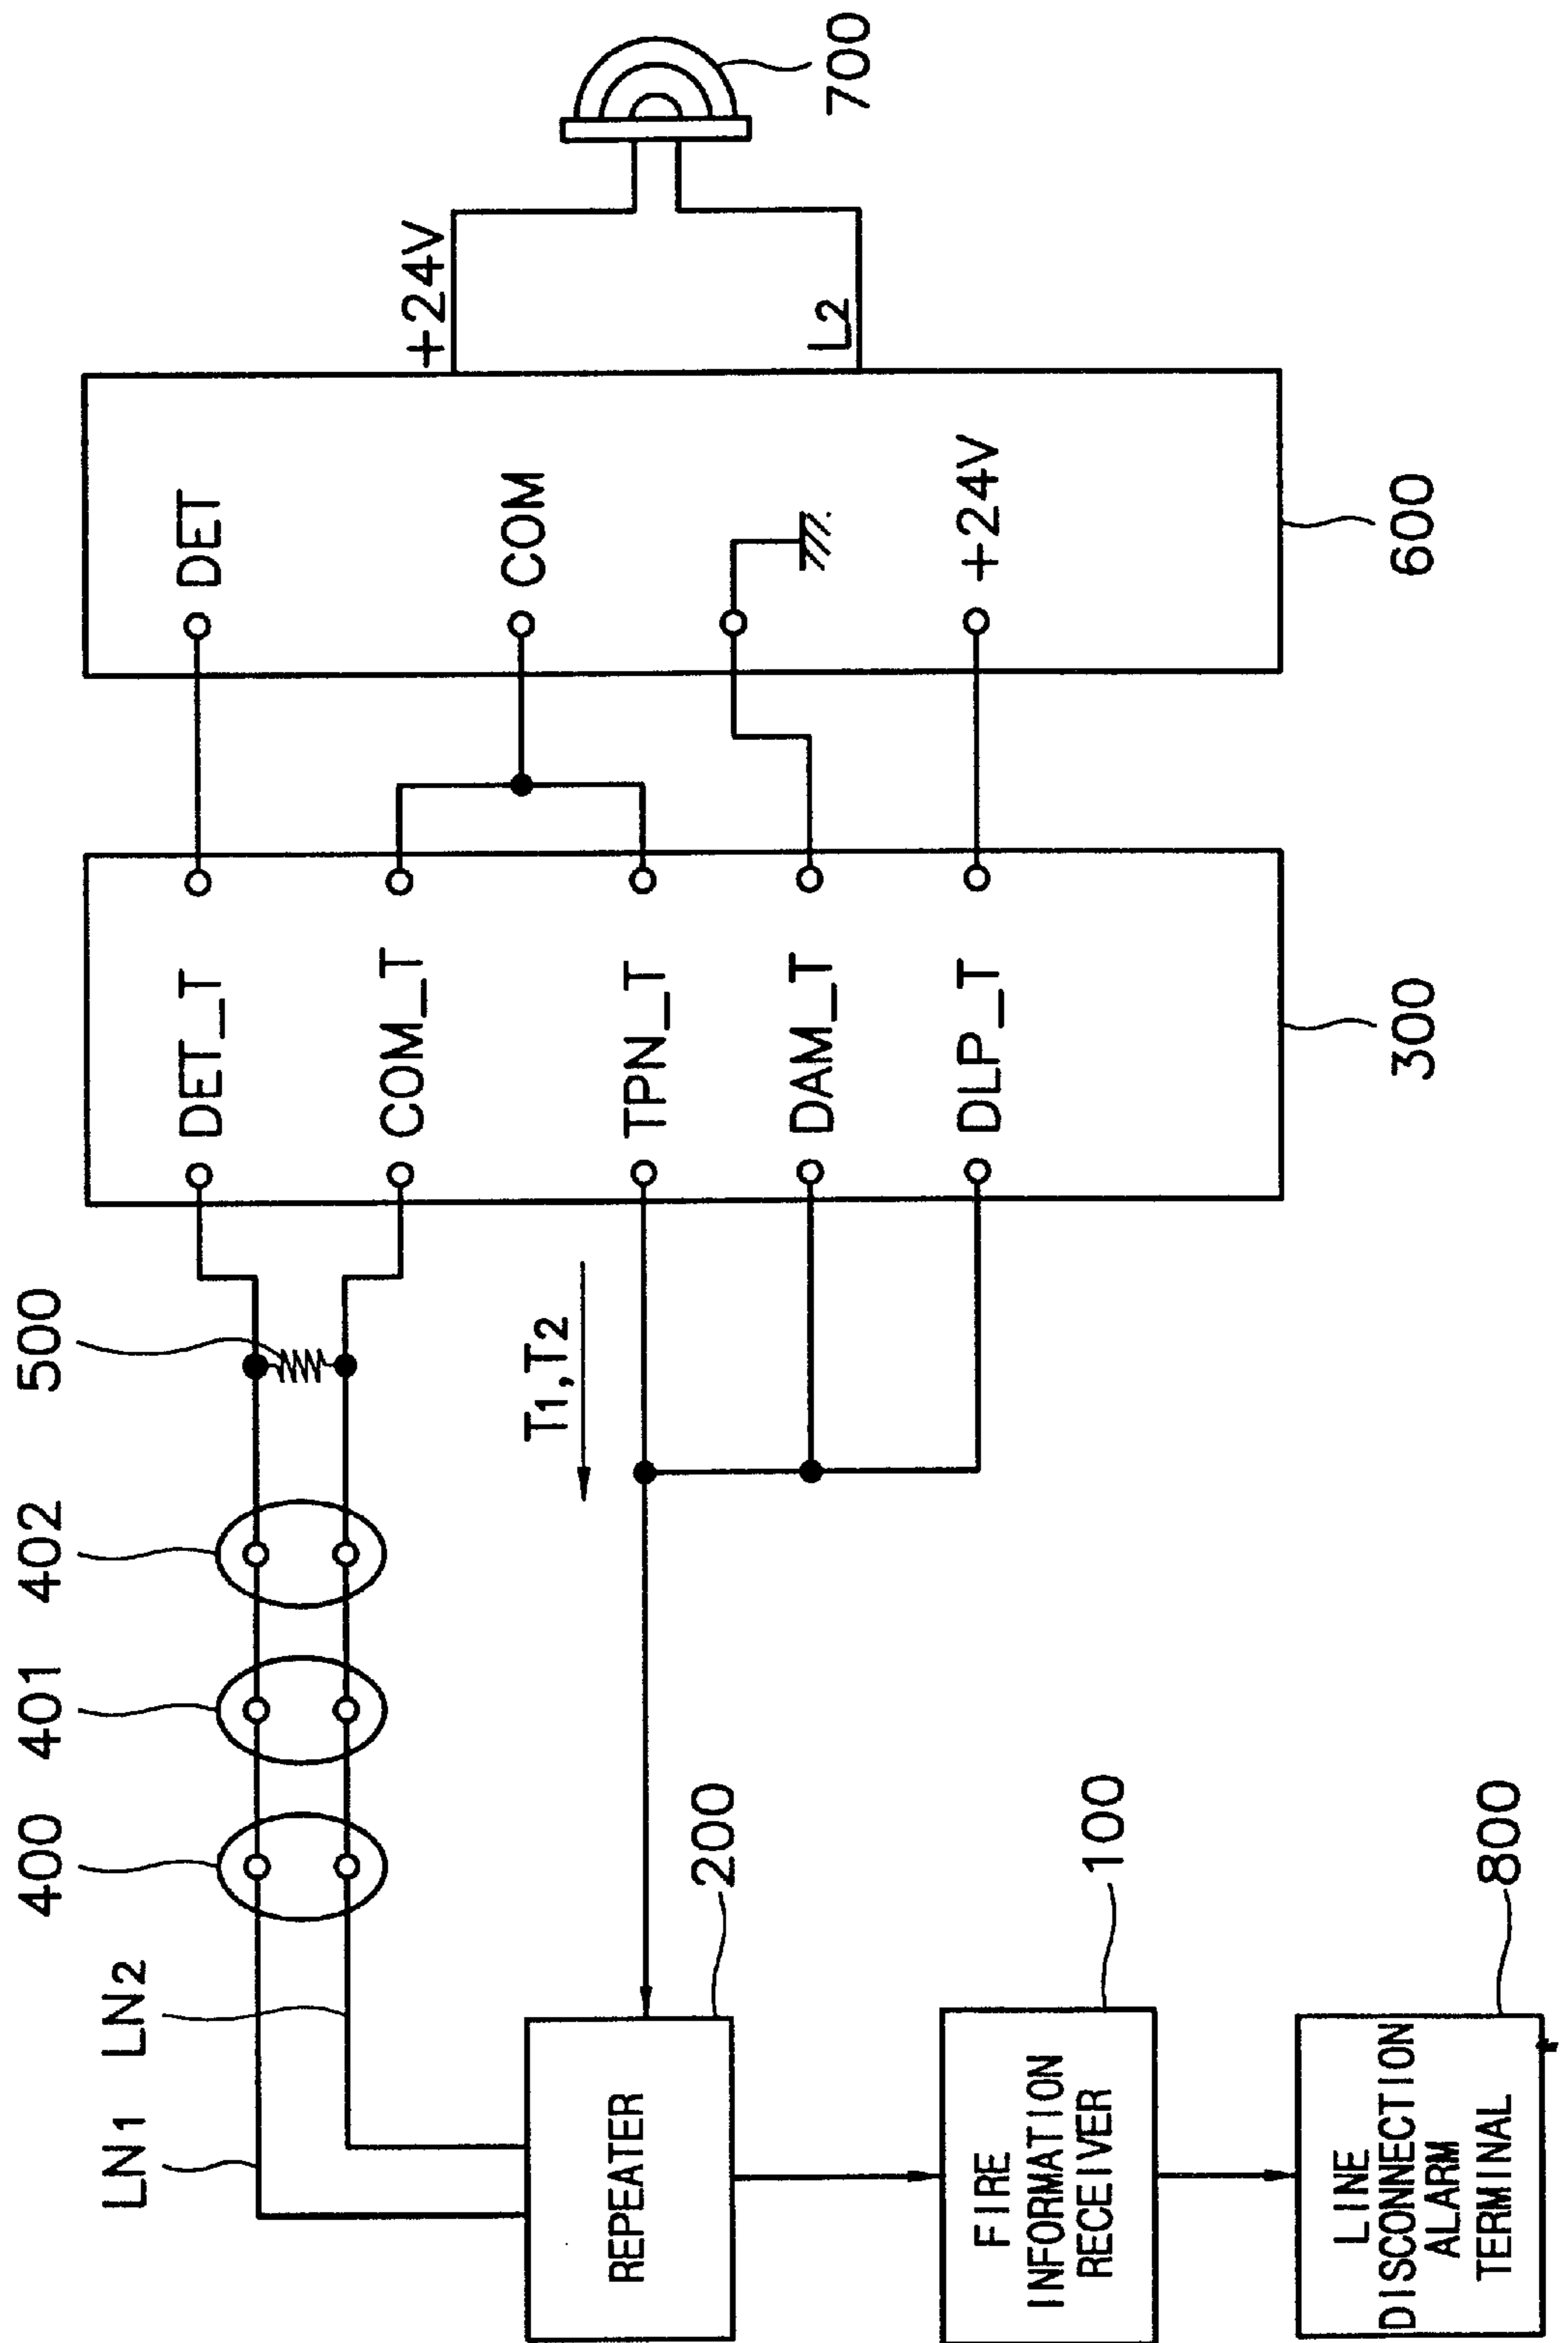 LN1
LN2
400
401
402
500
T1,T2
REPEATER
200
FIRE
INFORMATION
RECEIVER
100
LINE
DISCONNECTION
ALARM
TERMINAL
800
DET_T
COM_T
TPN_T
DAM_T
DLP_T
300
DET
COM
+24V
600
+24V
L2
700